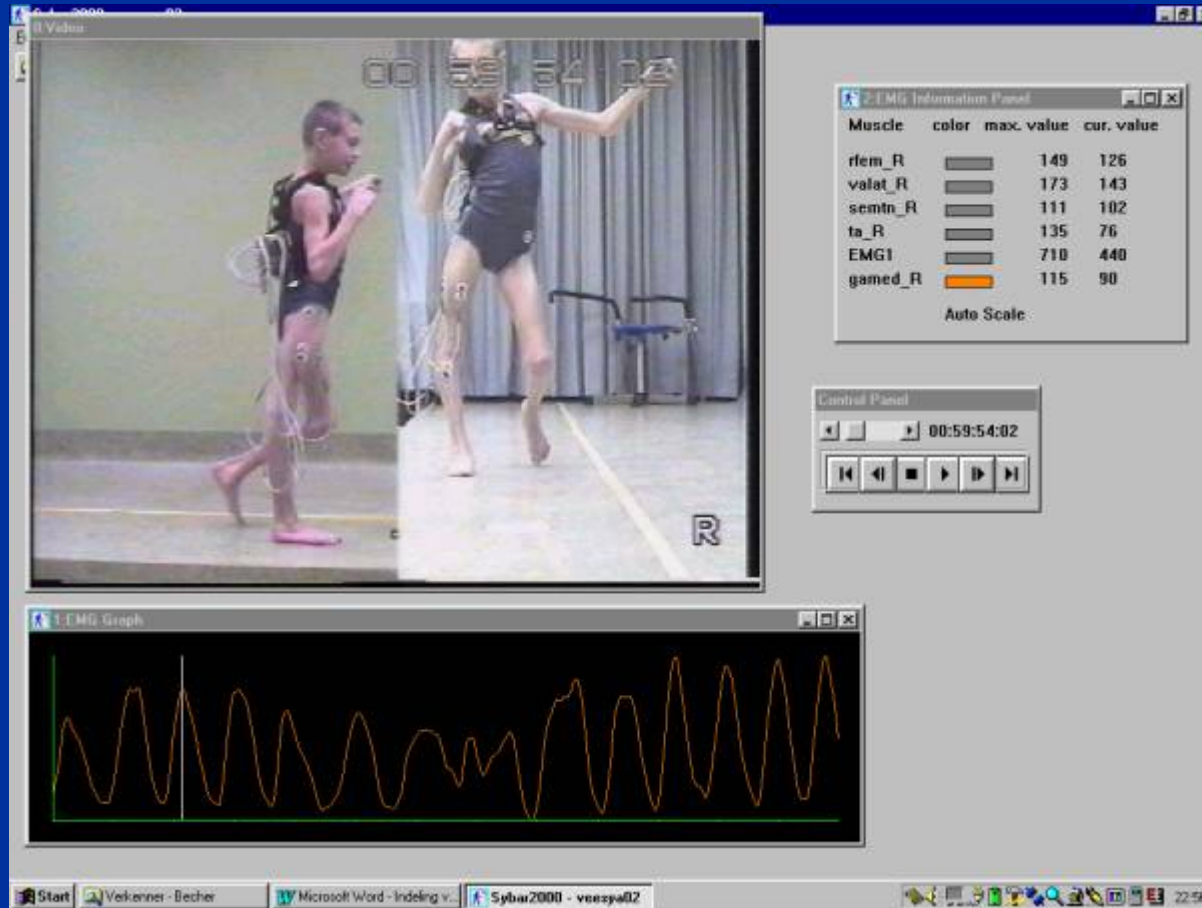 0:Video
00 59 54 02
R
2:EMG Information Panel
Muscle color max. value cur. value
rfem_R 149 126
valat_R 173 143
semtn_R 111 102
ta_R 135 76
EMG1 710 440
gamed_R 115 90
Auto Scale
Control Panel
00:59:54:02
1:EMG Graph
Start Verkenner - Becher Microsoft Word - Indeling v... Sybar2000 -